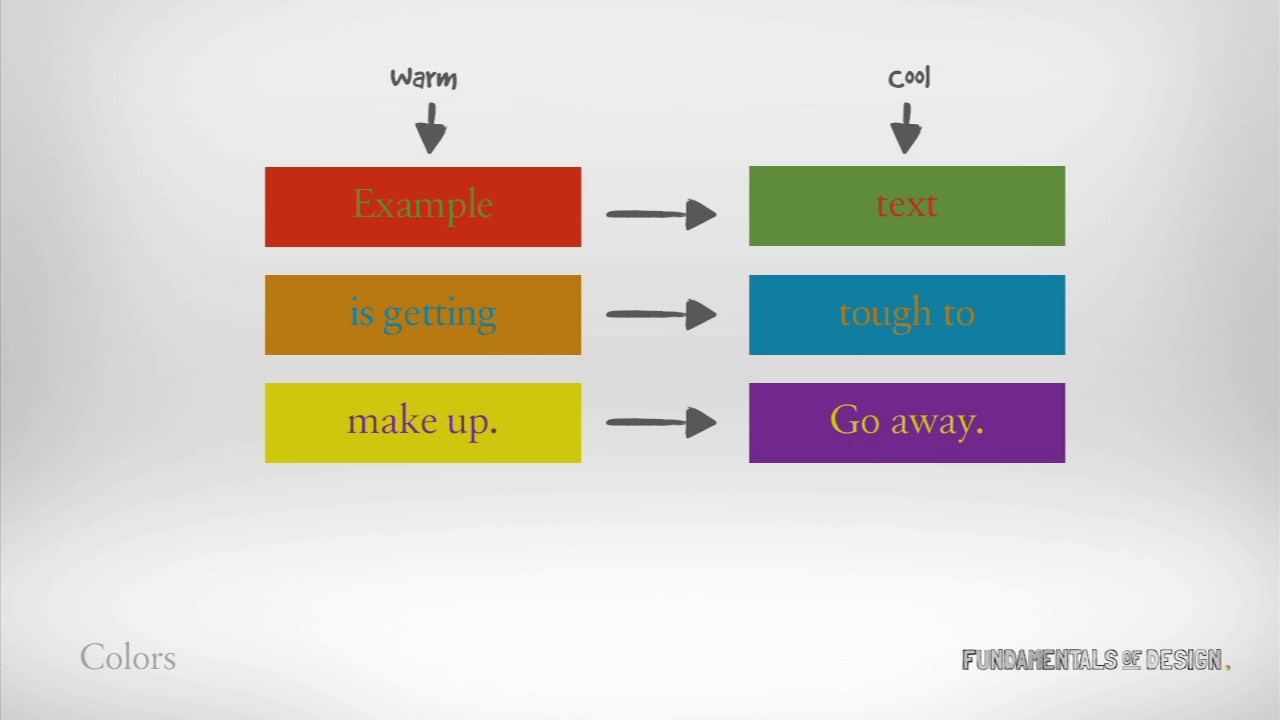 Warm
Cool
Example
text
is getting
tough to
make up.
Go away.
Colors
FUNDAMENTALS OF DESIGN.